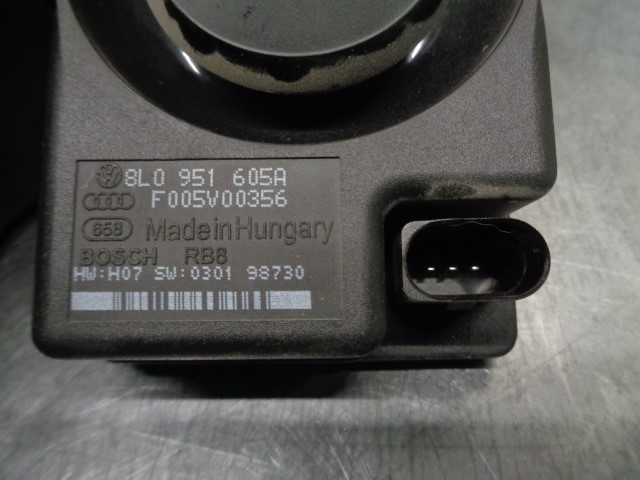 8L0 951 605A
F005V00356
658 Made in Hungary
BOSCH RB8
HW:H07 SW:0301 98730